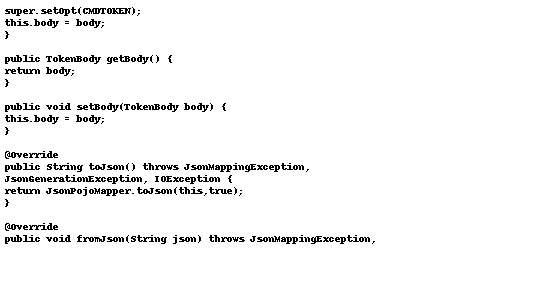 super.setOpt(CMDTOKEN);
this.body = body;
}
public TokenBody getBody() {
return body;
}
public void setBody(TokenBody body) {
this.body = body;
}
@Override
public String toJson() throws JsonMappingException,
JsonGenerationException, IOException {
return JsonPojoMapper.toJson(this,true);
}
@Override
public void fromJson(String json) throws JsonMappingException,